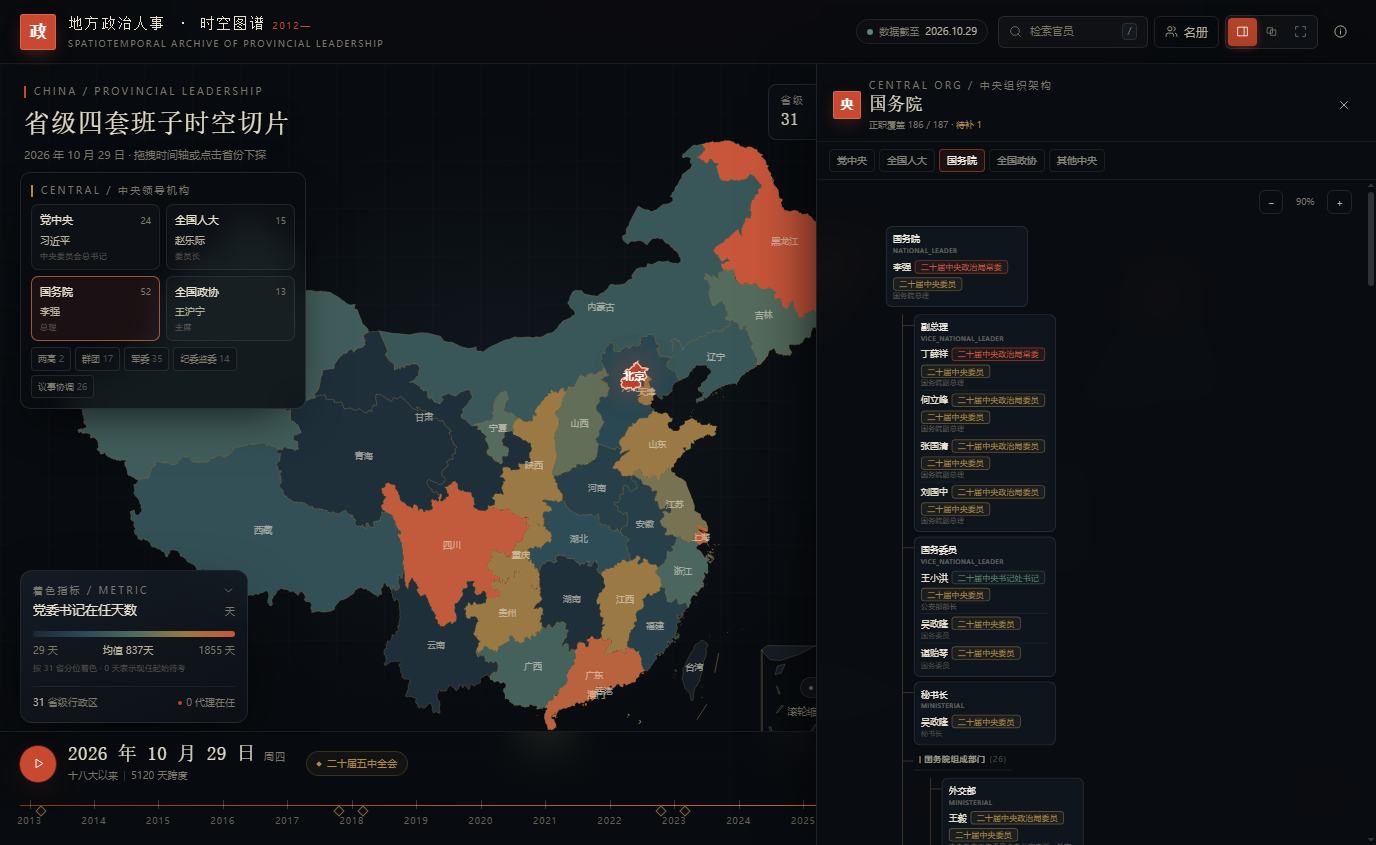 政
地方政治人事 · 时空图谱 2012—
SPATIOTEMPORAL ARCHIVE OF PROVINCIAL LEADERSHIP
数据截至 2026.10.29
检索官员 /
名册
CHINA / PROVINCIAL LEADERSHIP
省级四套班子时空切片
2026 年 10 月 29 日 · 拖拽时间轴或点击省份下探
省级
31
CENTRAL / 中央领导机构
党中央 24
习近平
中央委员会总书记
全国人大 15
赵乐际
委员长
国务院 52
李强
总理
全国政协 13
王沪宁
主席
两高 2
群团 17
军委 35
纪委监委 14
议事协调 26
黑龙江
吉林
辽宁
内蒙古
北京
天津
甘肃
宁夏
山西
山东
青海
陕西
河南
江苏
西藏
安徽
上海
四川
湖北
重庆
浙江
湖南
江西
贵州
福建
云南
广西
广东
台湾
香港
澳门
着色指标 / METRIC
党委书记在任天数 天
29 天 均值 837天 1855 天
按 31 省分位着色 · 0 天表示现任起始待考
31 省级行政区
0 代理在任
2026 年 10 月 29 日 周四
十八大以来 | 5120 天跨度
二十届五中全会
2013 2014 2015 2016 2017 2018 2019 2020 2021 2022 2023 2024 2025
央
CENTRAL ORG / 中央组织架构
国务院
正职覆盖 186 / 187 · 待补 1
党中央 全国人大 国务院 全国政协 其他中央
− 90% +
国务院
NATIONAL_LEADER
李强 二十届中央政治局常委
二十届中央委员
国务院总理
副总理
VICE_NATIONAL_LEADER
丁薛祥 二十届中央政治局常委
二十届中央委员
国务院副总理
何立峰 二十届中央政治局委员
二十届中央委员
国务院副总理
张国清 二十届中央政治局委员
二十届中央委员
国务院副总理
刘国中 二十届中央政治局委员
二十届中央委员
国务院副总理
国务委员
VICE_NATIONAL_LEADER
王小洪 二十届中央书记处书记
二十届中央委员
公安部部长
吴政隆 二十届中央委员
国务委员
谌贻琴 二十届中央委员
国务委员
秘书长
MINISTERIAL
吴政隆 二十届中央委员
秘书长
国务院组成部门 (26)
外交部
MINISTERIAL
王毅 二十届中央政治局委员
二十届中央委员